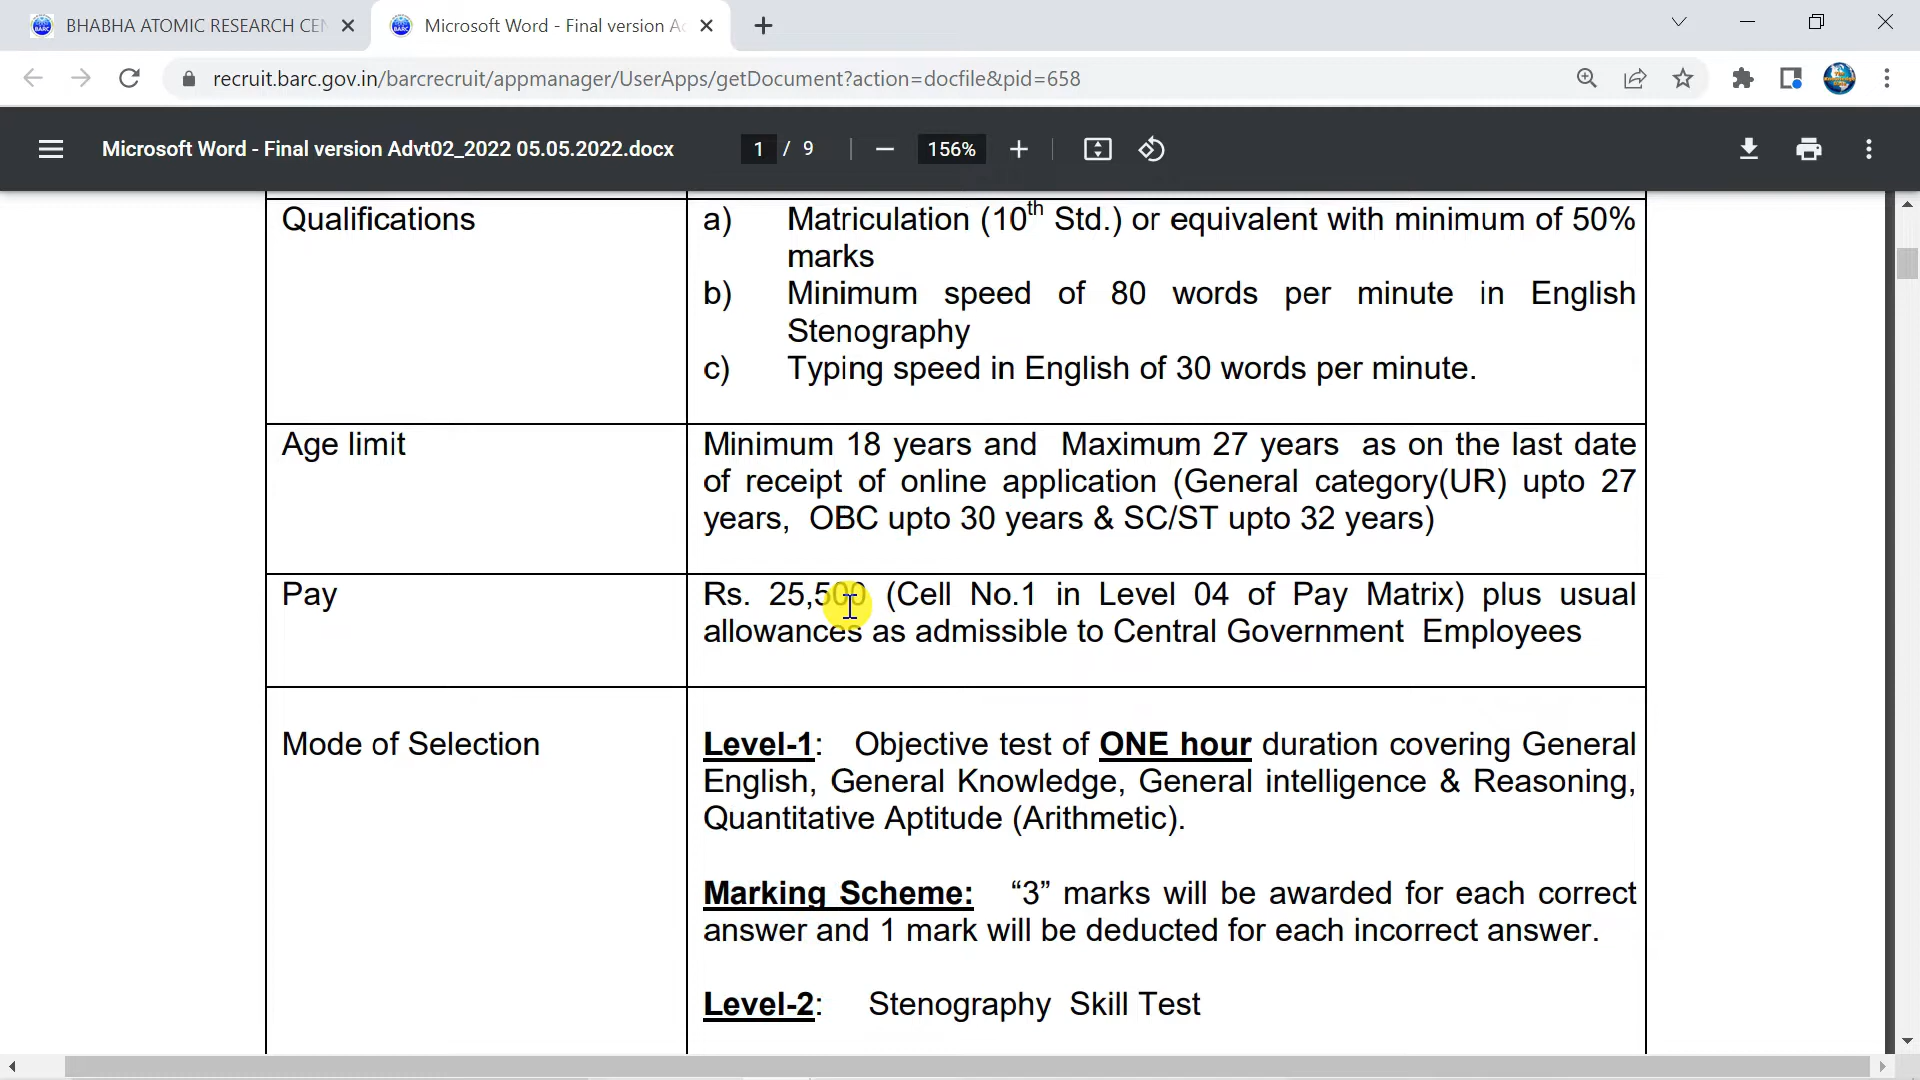 BHABHA ATOMIC RESEARCH CEN
Microsoft Word - Final version Ad
recruit.barc.gov.in/barcrecruit/appmanager/UserApps/getDocument?action=docfile&pid=658
Microsoft Word - Final version Advt02_2022 05.05.2022.docx
1 / 9
156%
Qualifications
a) Matriculation (10th Std.) or equivalent with minimum of 50%
marks
b) Minimum speed of 80 words per minute in English
Stenography
c) Typing speed in English of 30 words per minute.
Age limit
Minimum 18 years and Maximum 27 years as on the last date
of receipt of online application (General category(UR) upto 27
years, OBC upto 30 years & SC/ST upto 32 years)
Pay
Rs. 25,500 (Cell No.1 in Level 04 of Pay Matrix) plus usual
allowances as admissible to Central Government Employees
Mode of Selection
Level-1: Objective test of ONE hour duration covering General
English, General Knowledge, General intelligence & Reasoning,
Quantitative Aptitude (Arithmetic).
Marking Scheme: “3” marks will be awarded for each correct
answer and 1 mark will be deducted for each incorrect answer.
Level-2: Stenography Skill Test